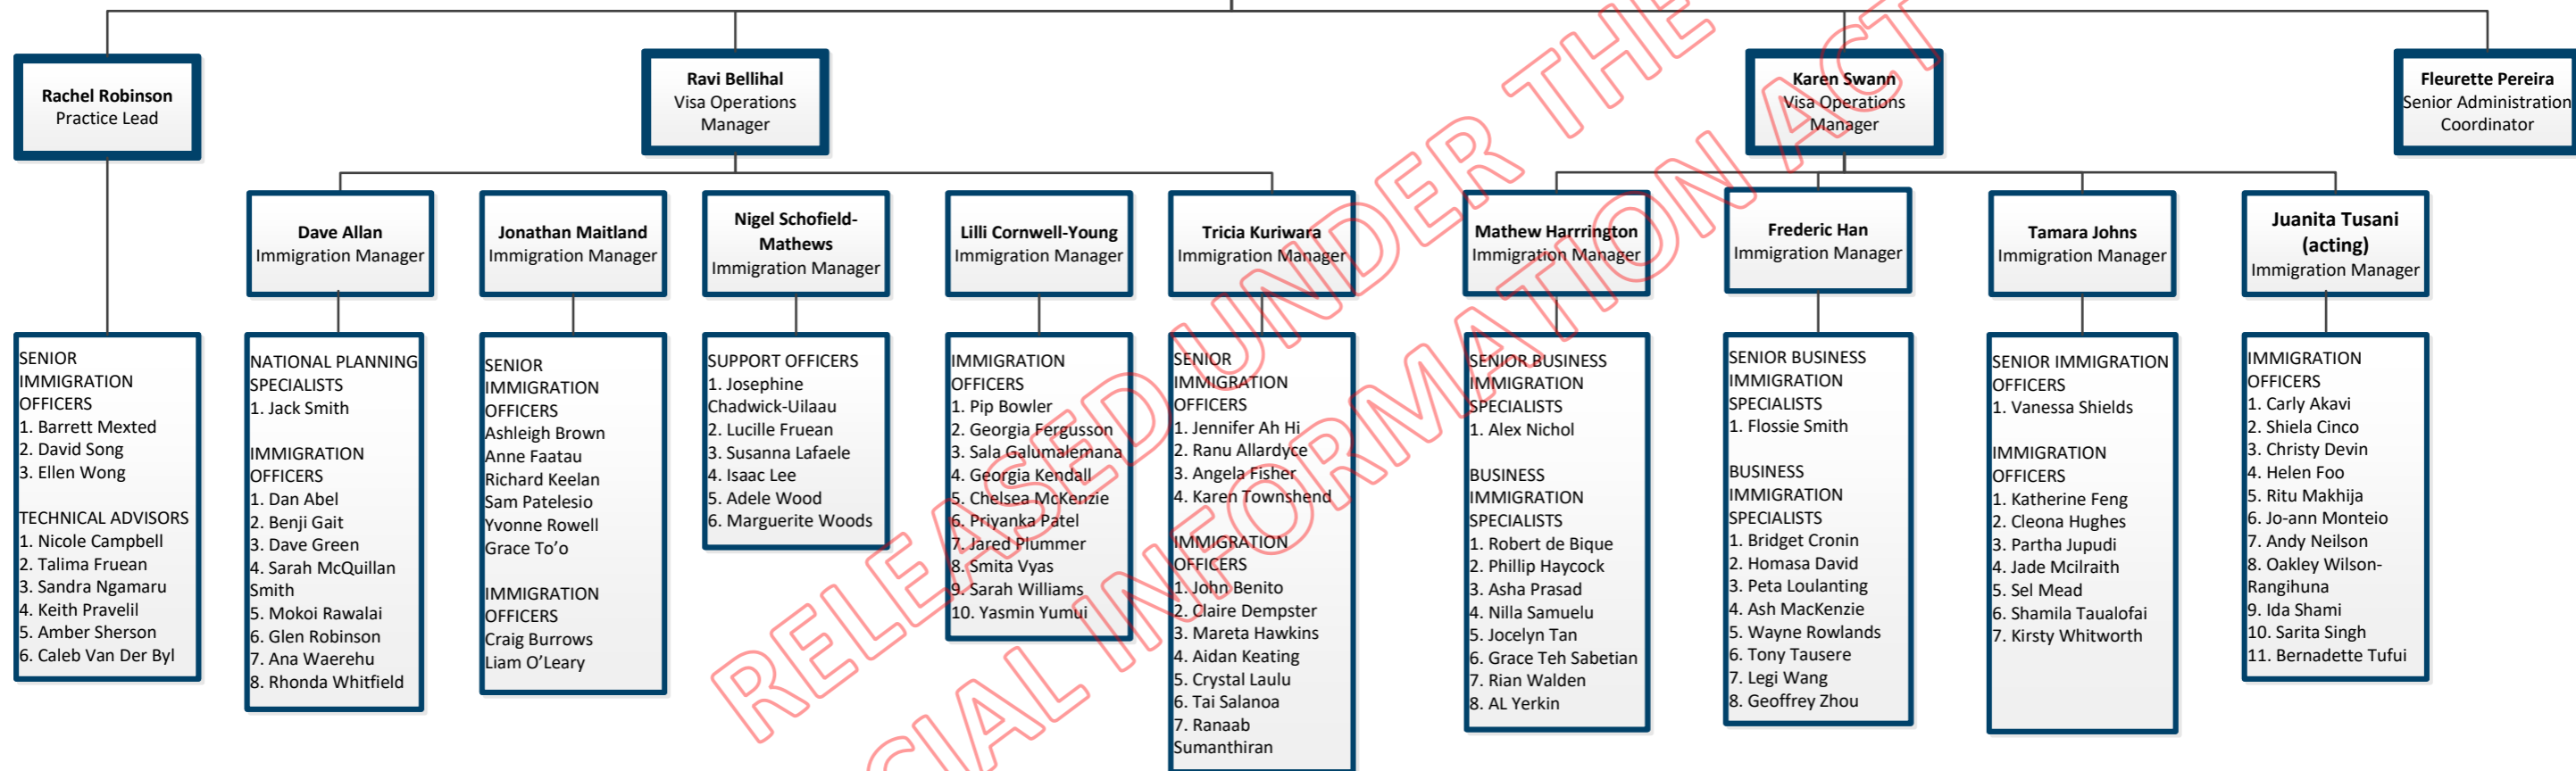 Rachel Robinson
Practice Lead
Ravi Bellihal
Visa Operations
Manager
Karen Swann
Visa Operations
Manager
Fleurette Pereira
Senior Administration
Coordinator
Dave Allan
Immigration Manager
Jonathan Maitland
Immigration Manager
Nigel Schofield-
Mathews
Immigration Manager
Lilli Cornwell-Young
Immigration Manager
Tricia Kuriwara
Immigration Manager
Mathew Harrrington
Immigration Manager
Frederic Han
Immigration Manager
Tamara Johns
Immigration Manager
Juanita Tusani
(acting)
Immigration Manager
SENIOR
IMMIGRATION
OFFICERS
1. Barrett Mexted
2. David Song
3. Ellen Wong
TECHNICAL ADVISORS
1. Nicole Campbell
2. Talima Fruean
3. Sandra Ngamaru
4. Keith Pravelil
5. Amber Sherson
6. Caleb Van Der Byl
NATIONAL PLANNING
SPECIALISTS
1. Jack Smith
IMMIGRATION
OFFICERS
1. Dan Abel
2. Benji Gait
3. Dave Green
4. Sarah McQuillan
Smith
5. Mokoi Rawalai
6. Glen Robinson
7. Ana Waerehu
8. Rhonda Whitfield
SENIOR
IMMIGRATION
OFFICERS
Ashleigh Brown
Anne Faatau
Richard Keelan
Sam Patelesio
Yvonne Rowell
Grace To’o
IMMIGRATION
OFFICERS
Craig Burrows
Liam O’Leary
SUPPORT OFFICERS
1. Josephine
Chadwick-Uilaau
2. Lucille Fruean
3. Susanna Lafaele
4. Isaac Lee
5. Adele Wood
6. Marguerite Woods
IMMIGRATION
OFFICERS
1. Pip Bowler
2. Georgia Fergusson
3. Sala Galumalemana
4. Georgia Kendall
5. Chelsea McKenzie
6. Priyanka Patel
7. Jared Plummer
8. Smita Vyas
9. Sarah Williams
10. Yasmin Yumui
SENIOR
IMMIGRATION
OFFICERS
1. Jennifer Ah Hi
2. Ranu Allardyce
3. Angela Fisher
4. Karen Townshend
IMMIGRATION
OFFICERS
1. John Benito
2. Claire Dempster
3. Mareta Hawkins
4. Aidan Keating
5. Crystal Laulu
6. Tai Salanoa
7. Ranaab
Sumanthiran
SENIOR BUSINESS
IMMIGRATION
SPECIALISTS
1. Alex Nichol
BUSINESS
IMMIGRATION
SPECIALISTS
1. Robert de Bique
2. Phillip Haycock
3. Asha Prasad
4. Nilla Samuelu
5. Jocelyn Tan
6. Grace Teh Sabetian
7. Rian Walden
8. AL Yerkin
SENIOR BUSINESS
IMMIGRATION
SPECIALISTS
1. Flossie Smith
BUSINESS
IMMIGRATION
SPECIALISTS
1. Bridget Cronin
2. Homasa David
3. Peta Loulanting
4. Ash MacKenzie
5. Wayne Rowlands
6. Tony Tausere
7. Legi Wang
8. Geoffrey Zhou
SENIOR IMMIGRATION
OFFICERS
1. Vanessa Shields
IMMIGRATION
OFFICERS
1. Katherine Feng
2. Cleona Hughes
3. Partha Jupudi
4. Jade Mcilraith
5. Sel Mead
6. Shamila Taualofai
7. Kirsty Whitworth
IMMIGRATION
OFFICERS
1. Carly Akavi
2. Shiela Cinco
3. Christy Devin
4. Helen Foo
5. Ritu Makhija
6. Jo-ann Monteio
7. Andy Neilson
8. Oakley Wilson-
Rangihuna
9. Ida Shami
10. Sarita Singh
11. Bernadette Tufui
RELEASED UNDER THE
CIAL INFORMATION ACT